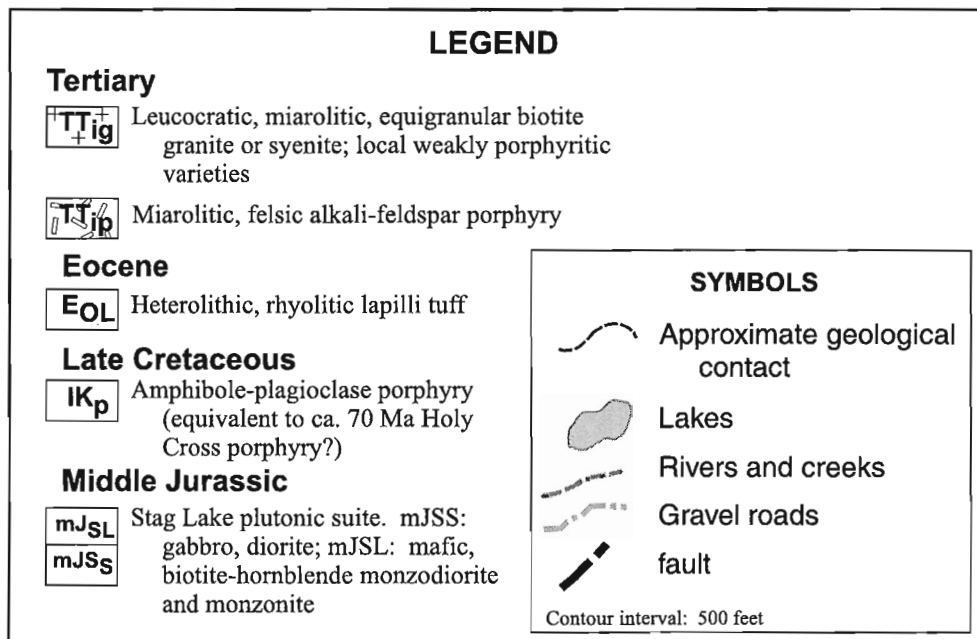 LEGEND
Tertiary
TTig
Leucocratic, miarolitic, equigranular biotite
granite or syenite; local weakly porphyritic
varieties
TTip
Miarolitic, felsic alkali-feldspar porphyry
Eocene
EOL
Heterolithic, rhyolitic lapilli tuff
Late Cretaceous
lKp
Amphibole-plagioclase porphyry
(equivalent to ca. 70 Ma Holy
Cross porphyry?)
Middle Jurassic
mJSL
mJSS
Stag Lake plutonic suite. mJSS:
gabbro, diorite; mJSL: mafic,
biotite-hornblende monzodiorite
and monzonite
SYMBOLS
Approximate geological
contact
Lakes
Rivers and creeks
Gravel roads
fault
Contour interval: 500 feet